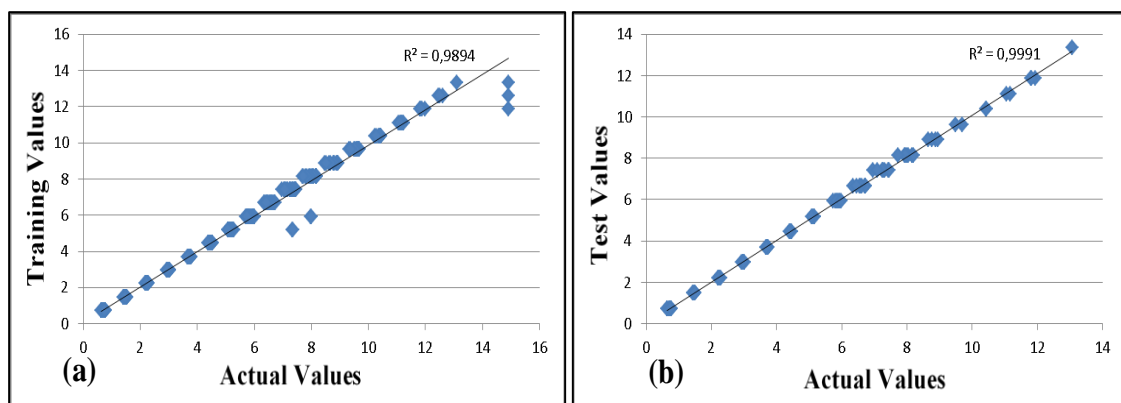 R² = 0,9894
Training Values
16
14
12
10
8
6
4
2
0
0 2 4 6 8 10 12 14 16
Actual Values
(a)
R² = 0,9991
Test Values
14
12
10
8
6
4
2
0
0 2 4 6 8 10 12 14
Actual Values
(b)